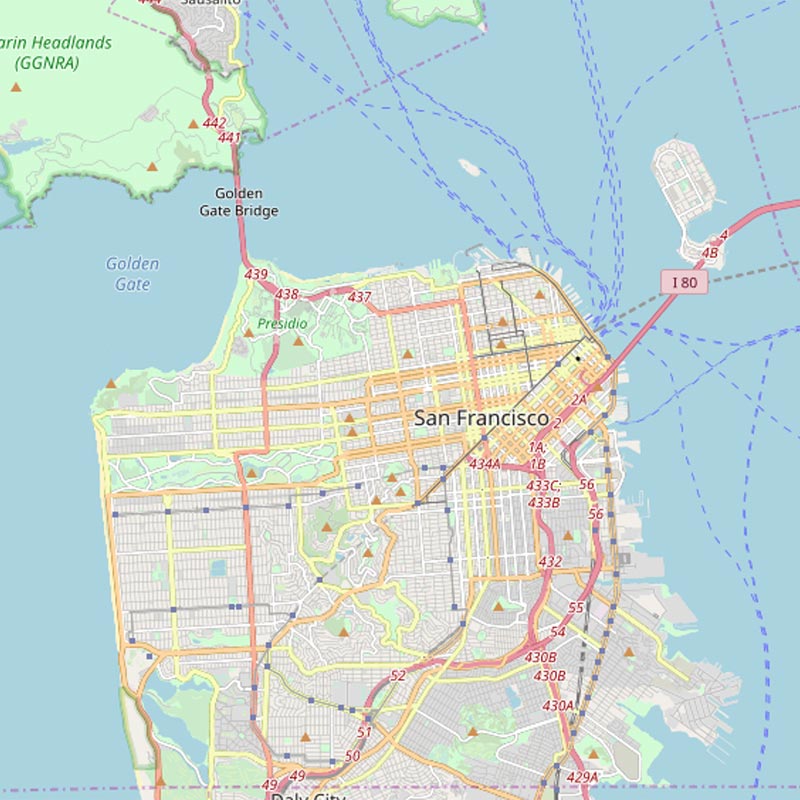 444
Sausalito
arin Headlands
(GGNRA)
442
441
Golden
Gate Bridge
4
4B
Golden
Gate
439
I 80
438
437
Presidio
2A
San Francisco
2
1A;
1B
434A
433C;
433B
56
56
432
55
54
430B
52
430B
430A
51
50
49
49
429A
Daly City